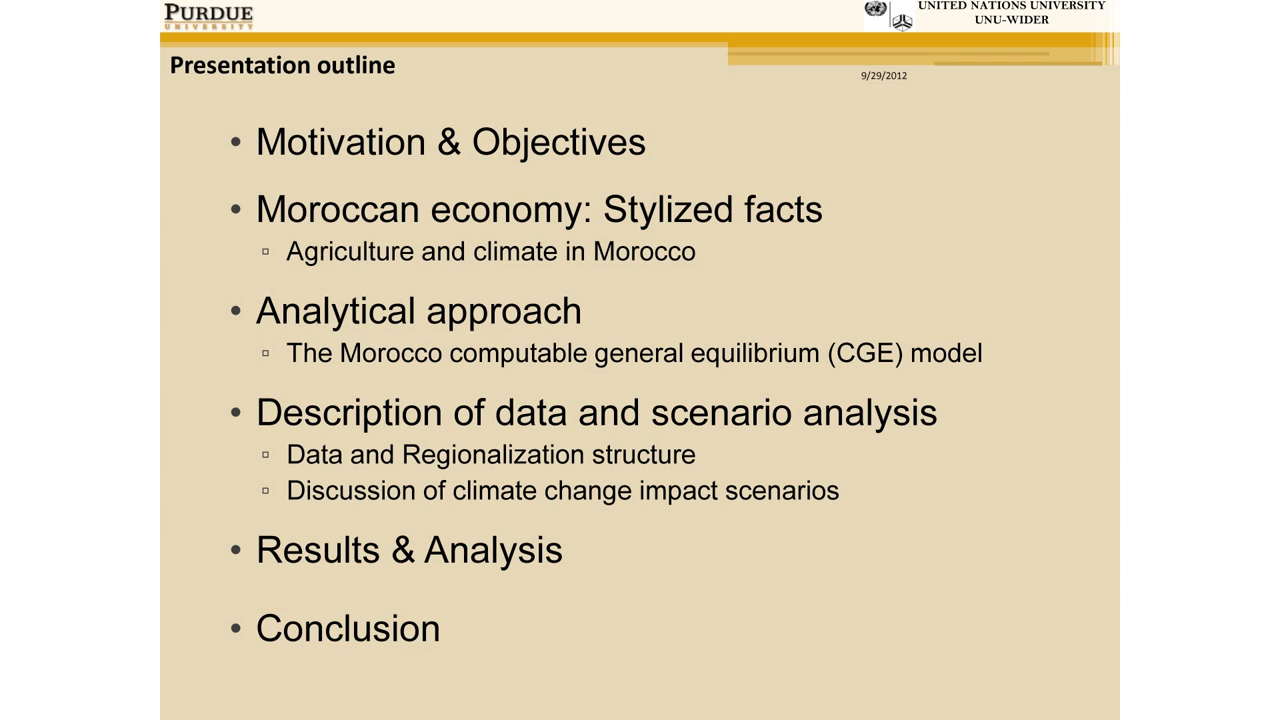 PURDUE
UNIVERSITY
UNITED NATIONS UNIVERSITY
UNU-WIDER
Presentation outline
9/29/2012
• Motivation & Objectives
• Moroccan economy: Stylized facts
▫ Agriculture and climate in Morocco
• Analytical approach
▫ The Morocco computable general equilibrium (CGE) model
• Description of data and scenario analysis
▫ Data and Regionalization structure
▫ Discussion of climate change impact scenarios
• Results & Analysis
• Conclusion